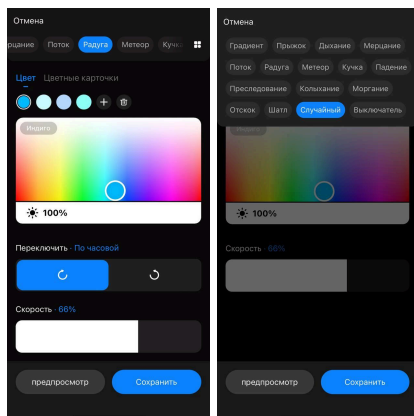 Отмена
рцание Поток Радуга Метеор Кучк
Цвет Цветные карточки
Индиго
100%
Переключить · По часовой
Скорость · 66%
предпросмотр Сохранить
Отмена
Градиент Прыжок Дыхание Мерцание
Поток Радуга Метеор Кучка Падение
Преследование Колыхание Моргание
Отскок Шатл Случайный Выключатель
Индиго
100%
Скорость · 66%
предпросмотр Сохранить